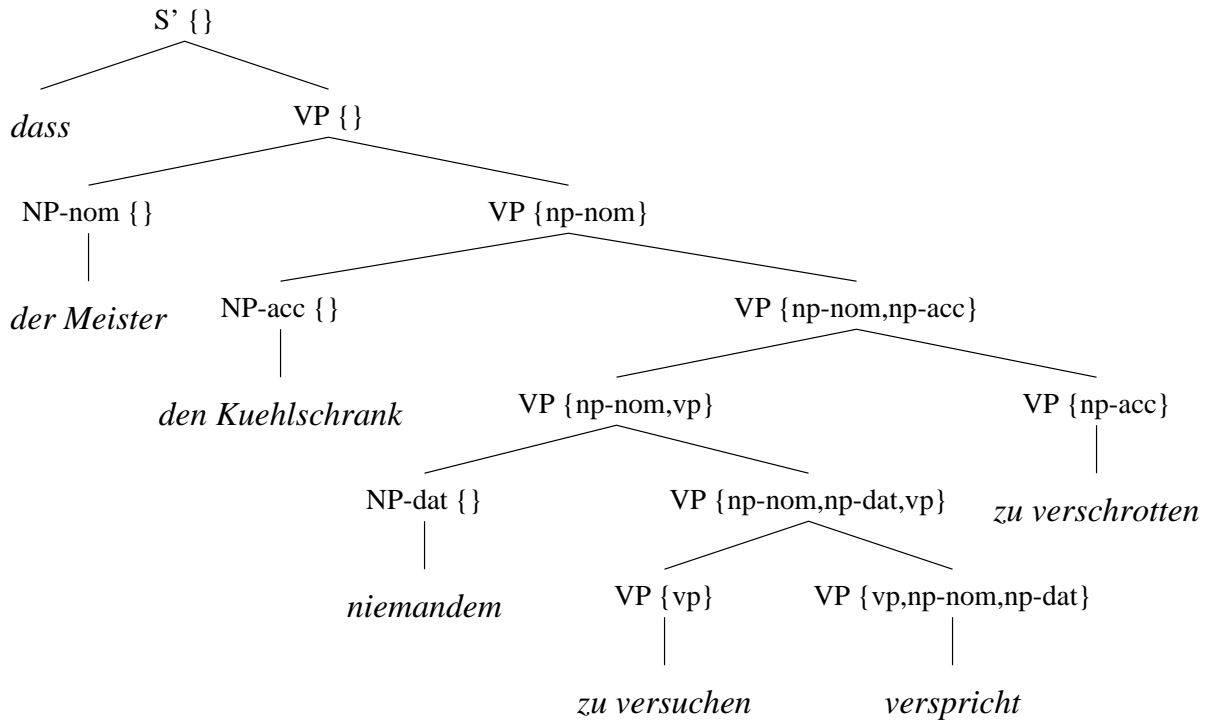 S’ {}
dass
VP {}
NP-nom {}
VP {np-nom}
der Meister
NP-acc {}
VP {np-nom,np-acc}
den Kuehlschrank
VP {np-nom,vp}
VP {np-acc}
NP-dat {}
VP {np-nom,np-dat,vp}
zu verschrotten
niemandem
VP {vp}
VP {vp,np-nom,np-dat}
zu versuchen
verspricht